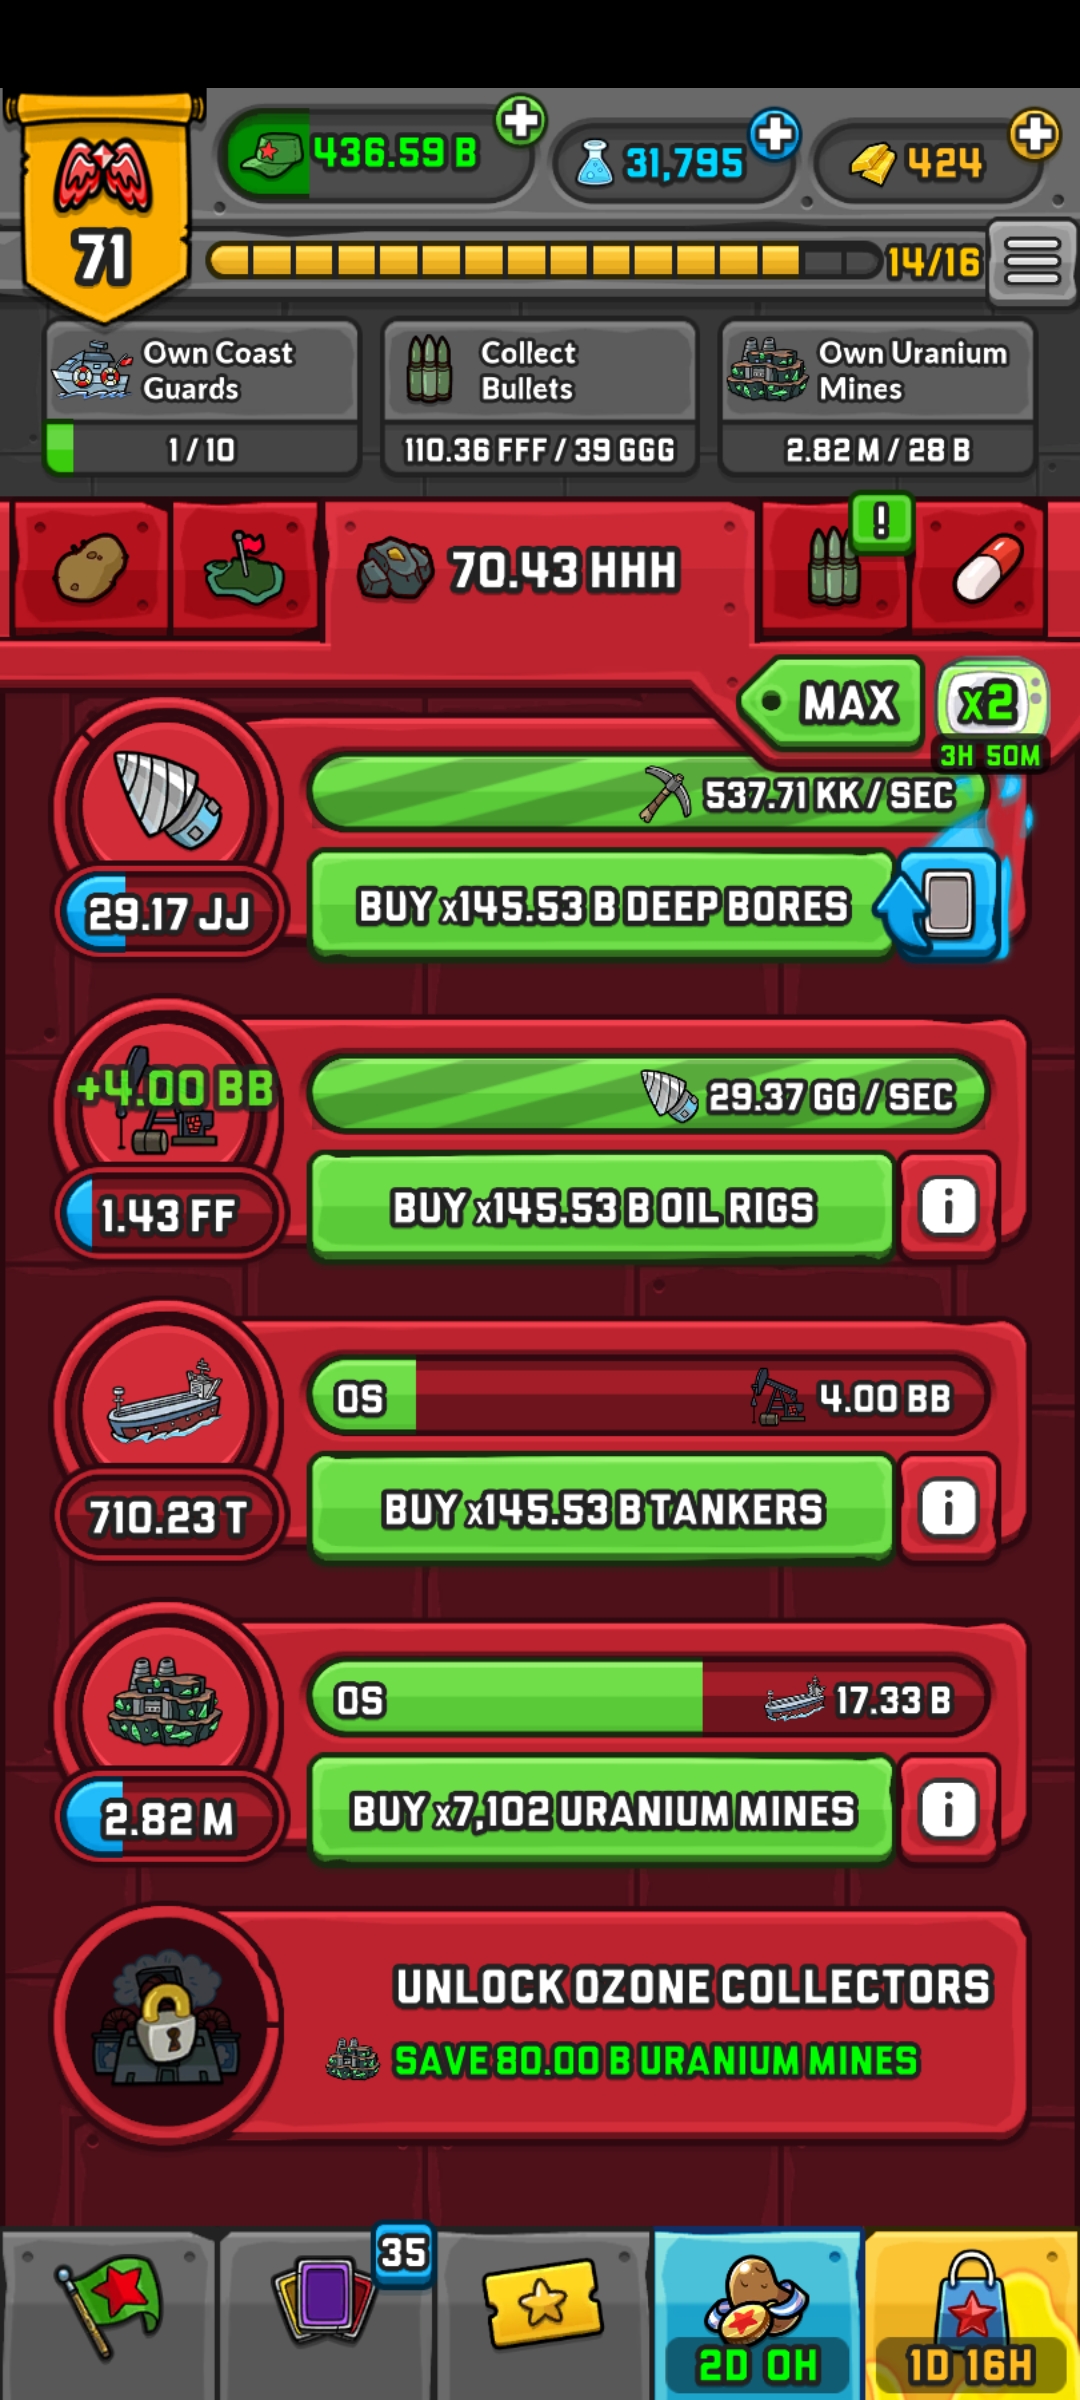 436.59 B
31,795
424
71
14/16
Own Coast
Guards
1/10
Collect
Bullets
110.36 FFF / 39 GGG
Own Uranium
Mines
2.82 M / 28 B
70.43 HHH
!
MAX
x2
3H 50M
537.71 KK/SEC
29.17 JJ
BUY x145.53 B DEEP BORES
+4.00 BB
29.37 GG/SEC
1.43 FF
BUY x145.53 B OIL RIGS
i
0S
4.00 BB
710.23 T
BUY x145.53 B TANKERS
i
0S
17.33 B
2.82 M
BUY x7,102 URANIUM MINES
i
UNLOCK OZONE COLLECTORS
SAVE 80.00 B URANIUM MINES
35
2D 0H
1D 16H